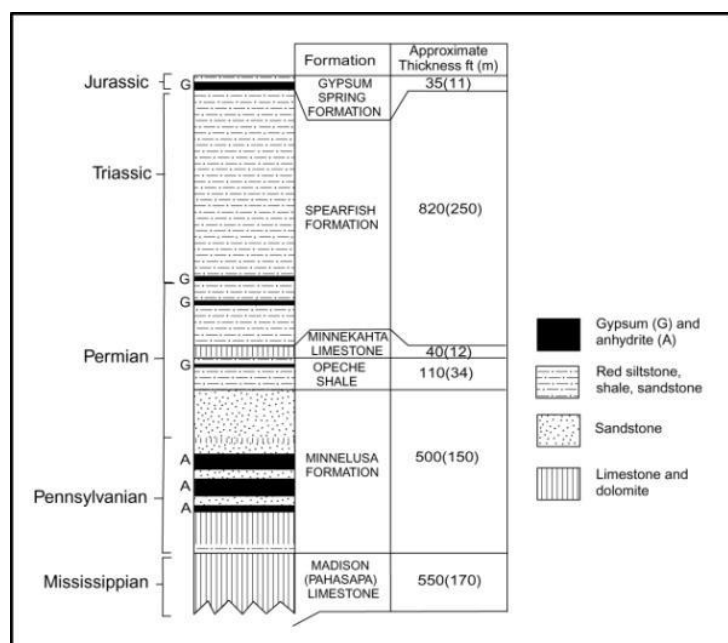 Formation
Approximate
Thickness ft (m)
Jurassic
G
GYPSUM
SPRING
FORMATION
35(11)
Triassic
SPEARFISH
FORMATION
820(250)
G
G
Permian
MINNEKAHTA
LIMESTONE
40(12)
G
OPECHE
SHALE
110(34)
MINNELUSA
FORMATION
500(150)
A
A
A
Pennsylvanian
Mississippian
MADISON
(PAHASAPA)
LIMESTONE
550(170)
Gypsum (G) and
anhydrite (A)
Red siltstone,
shale, sandstone
Sandstone
Limestone and
dolomite